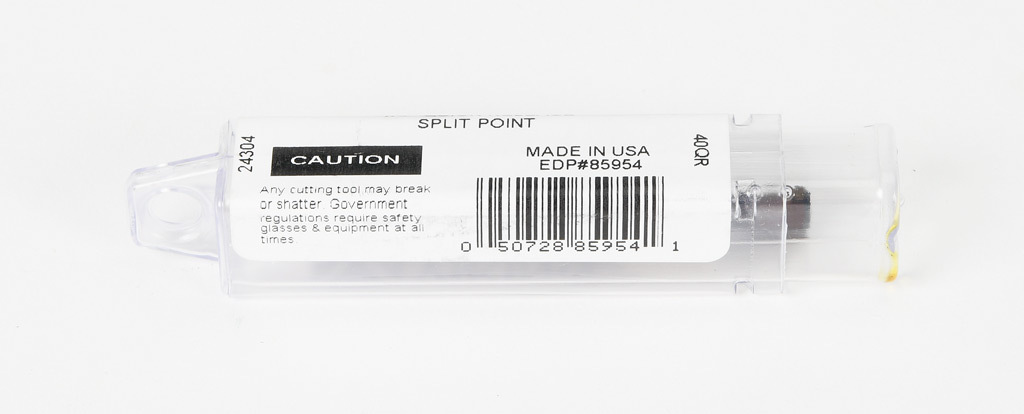 SPLIT POINT
24304
CAUTION
Any cutting tool may break
or shatter. Government
regulations require safety
glasses & equipment at all
times.
MADE IN USA
EDP#85954
0 50728 85954 1
40QR